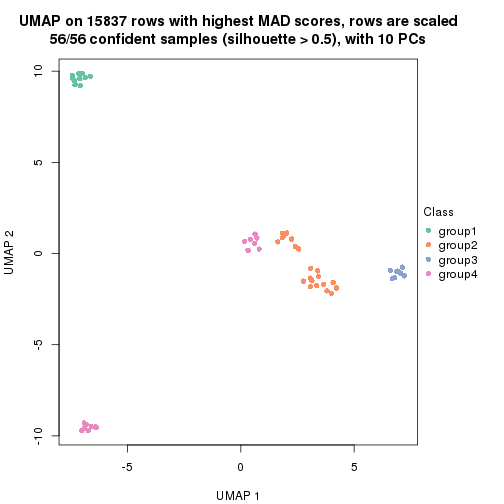 UMAP on 15837 rows with highest MAD scores, rows are scaled
56/56 confident samples (silhouette > 0.5), with 10 PCs
10
5
0
-5
-10
UMAP 2
-5
0
5
UMAP 1
Class
group1
group2
group3
group4